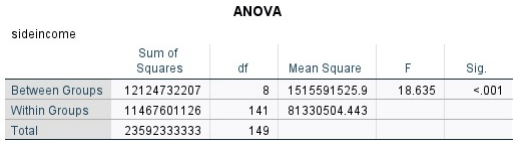 ANOVA
sideincome
Sum of Squares df Mean Square F Sig.
Between Groups 12124732207 8 1515591525.9 18.635 <.001
Within Groups 11467601126 141 81330504.443
Total 23592333333 149